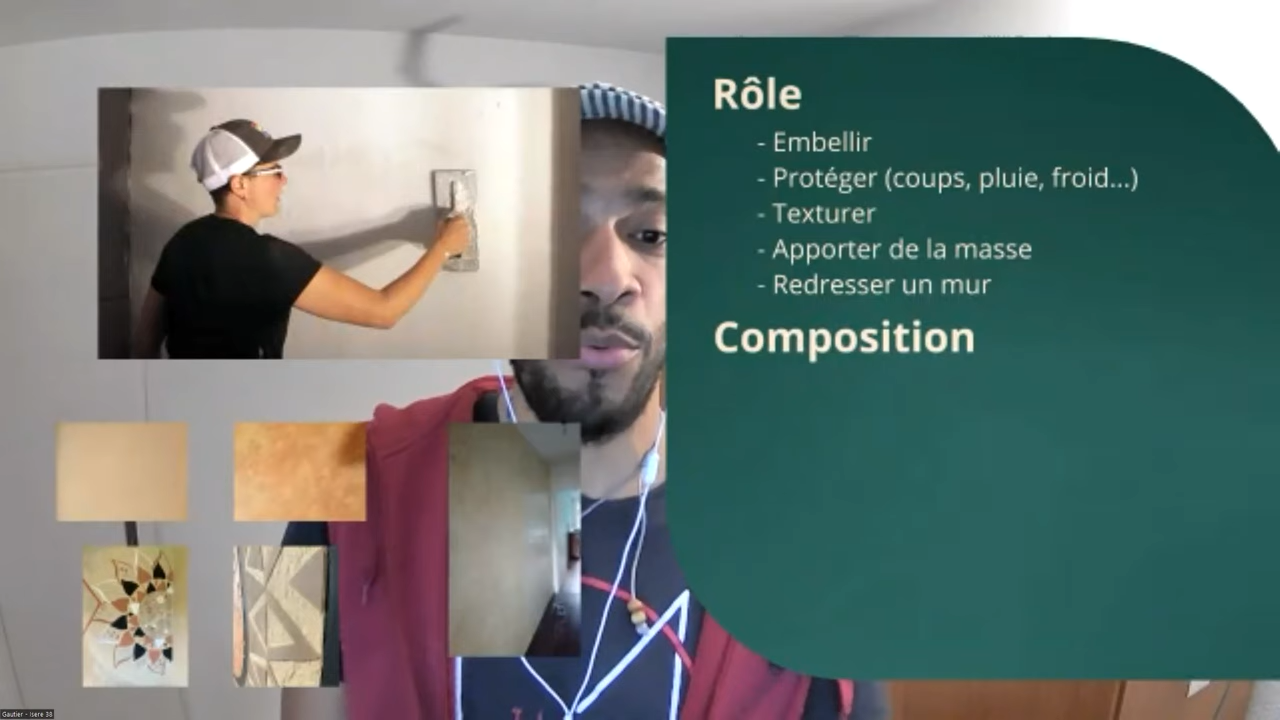 Rôle
- Embellir
- Protéger (coups, pluie, froid...)
- Texturer
- Apporter de la masse
- Redresser un mur
Composition
Gautier - Isere 38